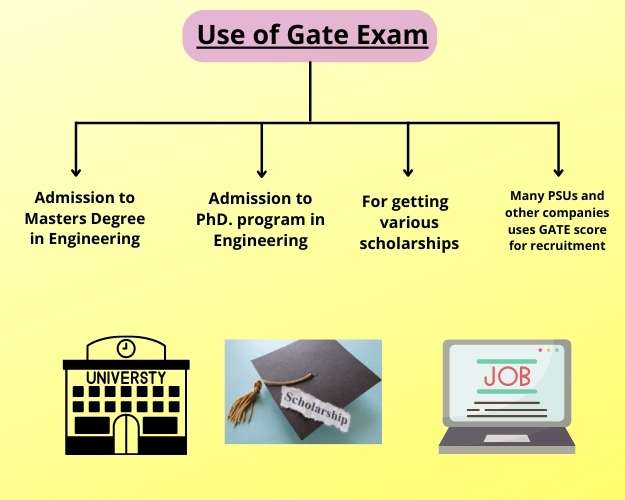 Use of Gate Exam
Admission to
Masters Degree
in Engineering
Admission to
PhD. program in
Engineering
For getting
various
scholarships
Many PSUs and
other companies
uses GATE score
for recruitment
UNIVERSTY
Scholarship
JOB